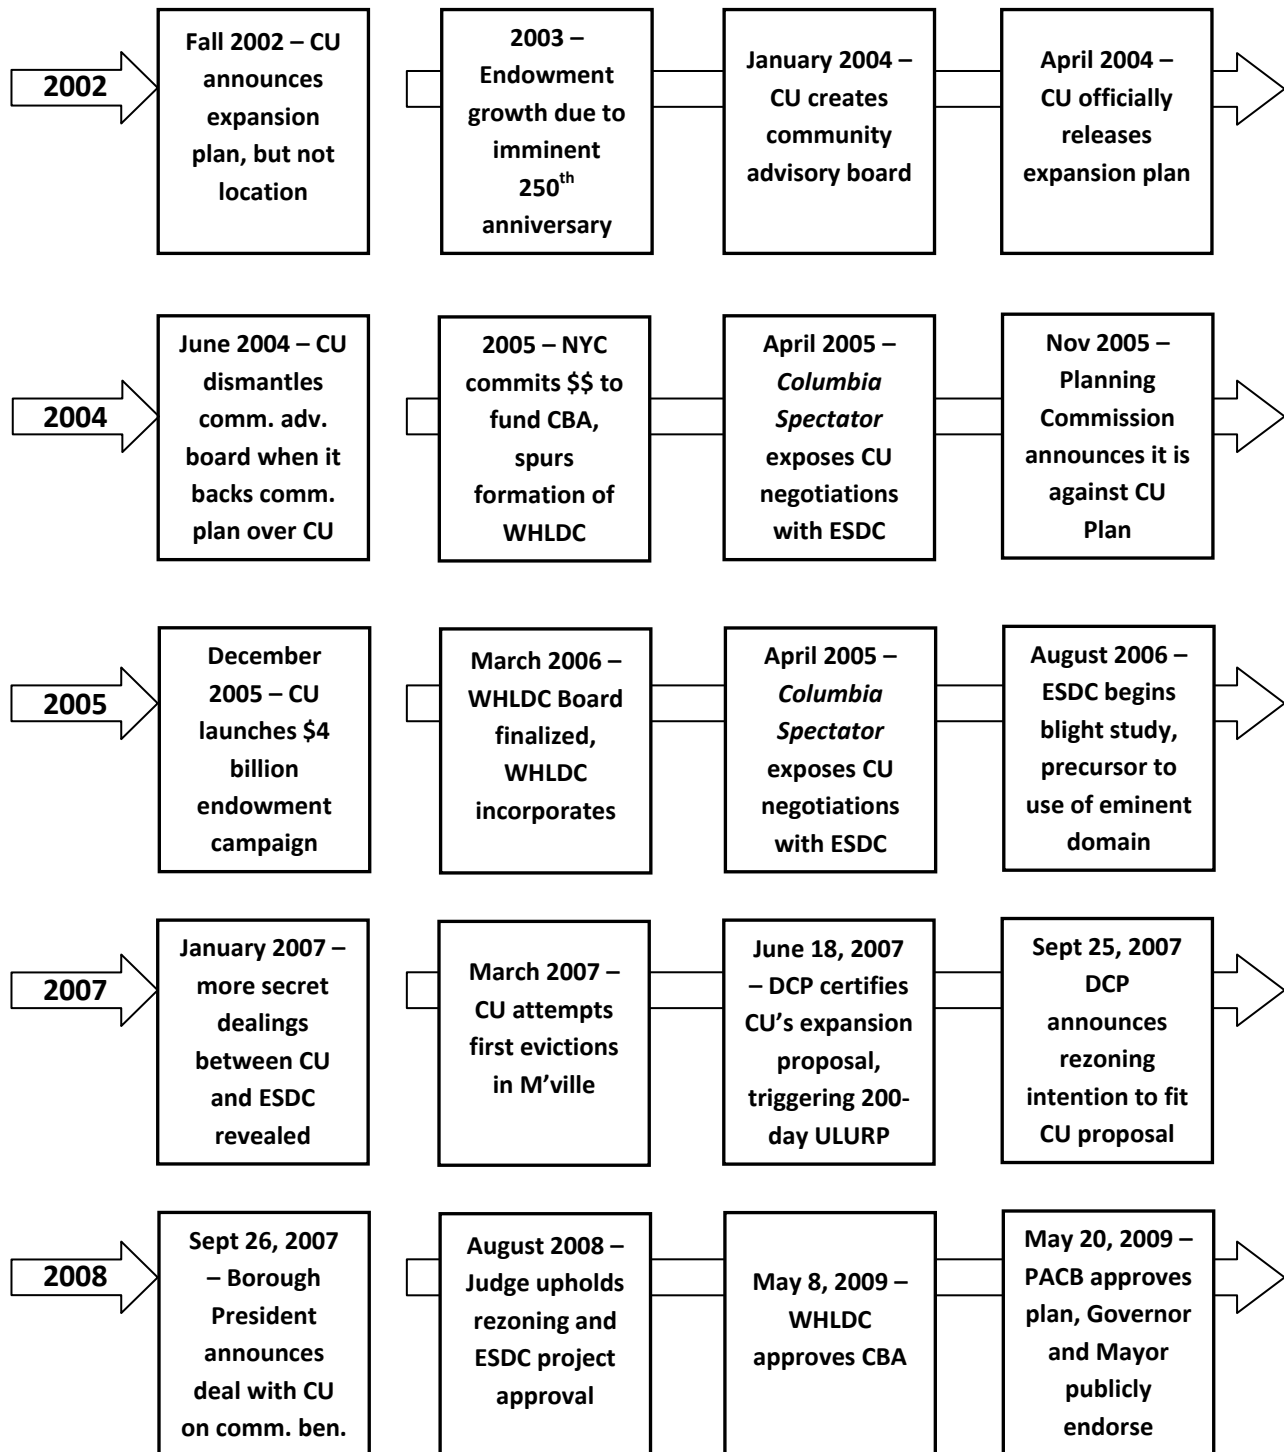 2002
Fall 2002 – CU
announces
expansion
plan, but not
location
2003 –
Endowment
growth due to
imminent
250th
anniversary
January 2004 –
CU creates
community
advisory board
April 2004 –
CU officially
releases
expansion plan
2004
June 2004 – CU
dismantles
comm. adv.
board when it
backs comm.
plan over CU
2005 – NYC
commits $$ to
fund CBA,
spurs
formation of
WHLDC
April 2005 –
Columbia
Spectator
exposes CU
negotiations
with ESDC
Nov 2005 –
Planning
Commission
announces it is
against CU
Plan
2005
December
2005 – CU
launches $4
billion
endowment
campaign
March 2006 –
WHLDC Board
finalized,
WHLDC
incorporates
April 2005 –
Columbia
Spectator
exposes CU
negotiations
with ESDC
August 2006 –
ESDC begins
blight study,
precursor to
use of eminent
domain
2007
January 2007 –
more secret
dealings
between CU
and ESDC
revealed
March 2007 –
CU attempts
first evictions
in M’ville
June 18, 2007
– DCP certifies
CU’s expansion
proposal,
triggering 200-
day ULURP
Sept 25, 2007
DCP
announces
rezoning
intention to fit
CU proposal
2008
Sept 26, 2007
– Borough
President
announces
deal with CU
on comm. ben.
August 2008 –
Judge upholds
rezoning and
ESDC project
approval
May 8, 2009 –
WHLDC
approves CBA
May 20, 2009 –
PACB approves
plan, Governor
and Mayor
publicly
endorse